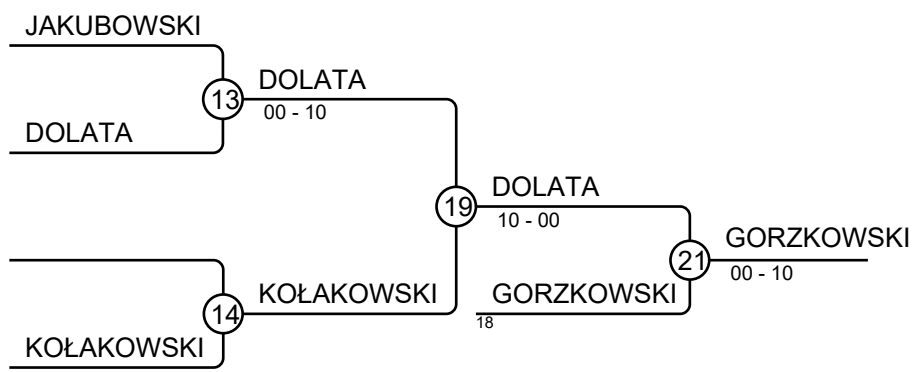 JAKUBOWSKI
13
DOLATA
00 - 10
DOLATA
19
DOLATA
10 - 00
21
GORZKOWSKI
00 - 10
14
KOŁAKOWSKI
GORZKOWSKI
18
KOŁAKOWSKI